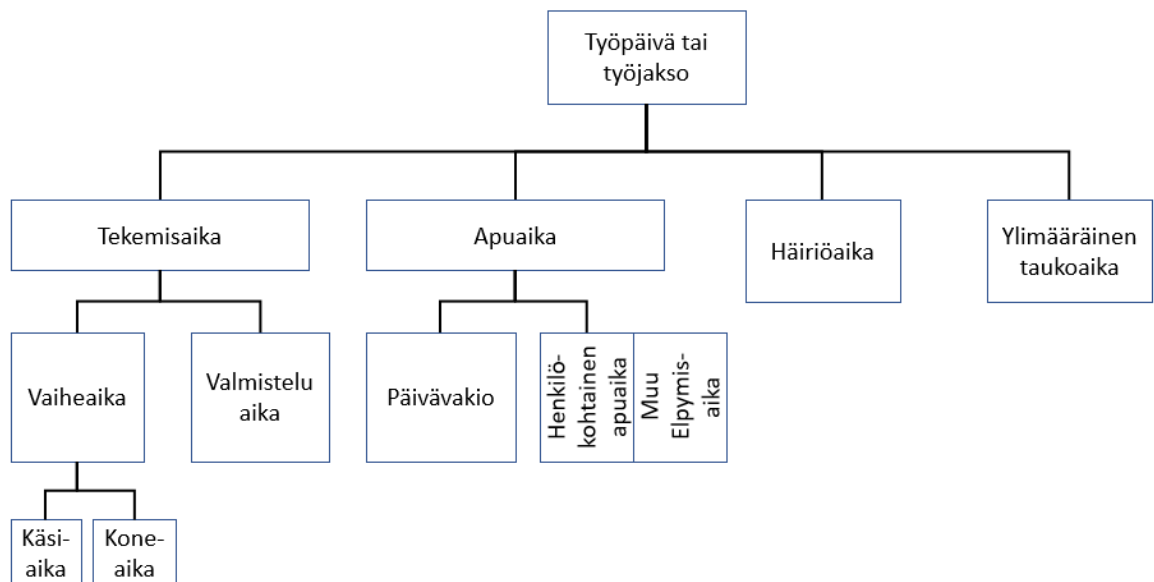 Työpäivä tai
työjakso
Tekemisaika
Apuaika
Häiriöaika
Ylimääräinen
taukoaika
Vaiheaika
Valmistelu
aika
Päivävakio
Henkilö-
kohtainen
apuaika
Muu
Elpymis-
aika
Käsi-
aika
Kone-
aika